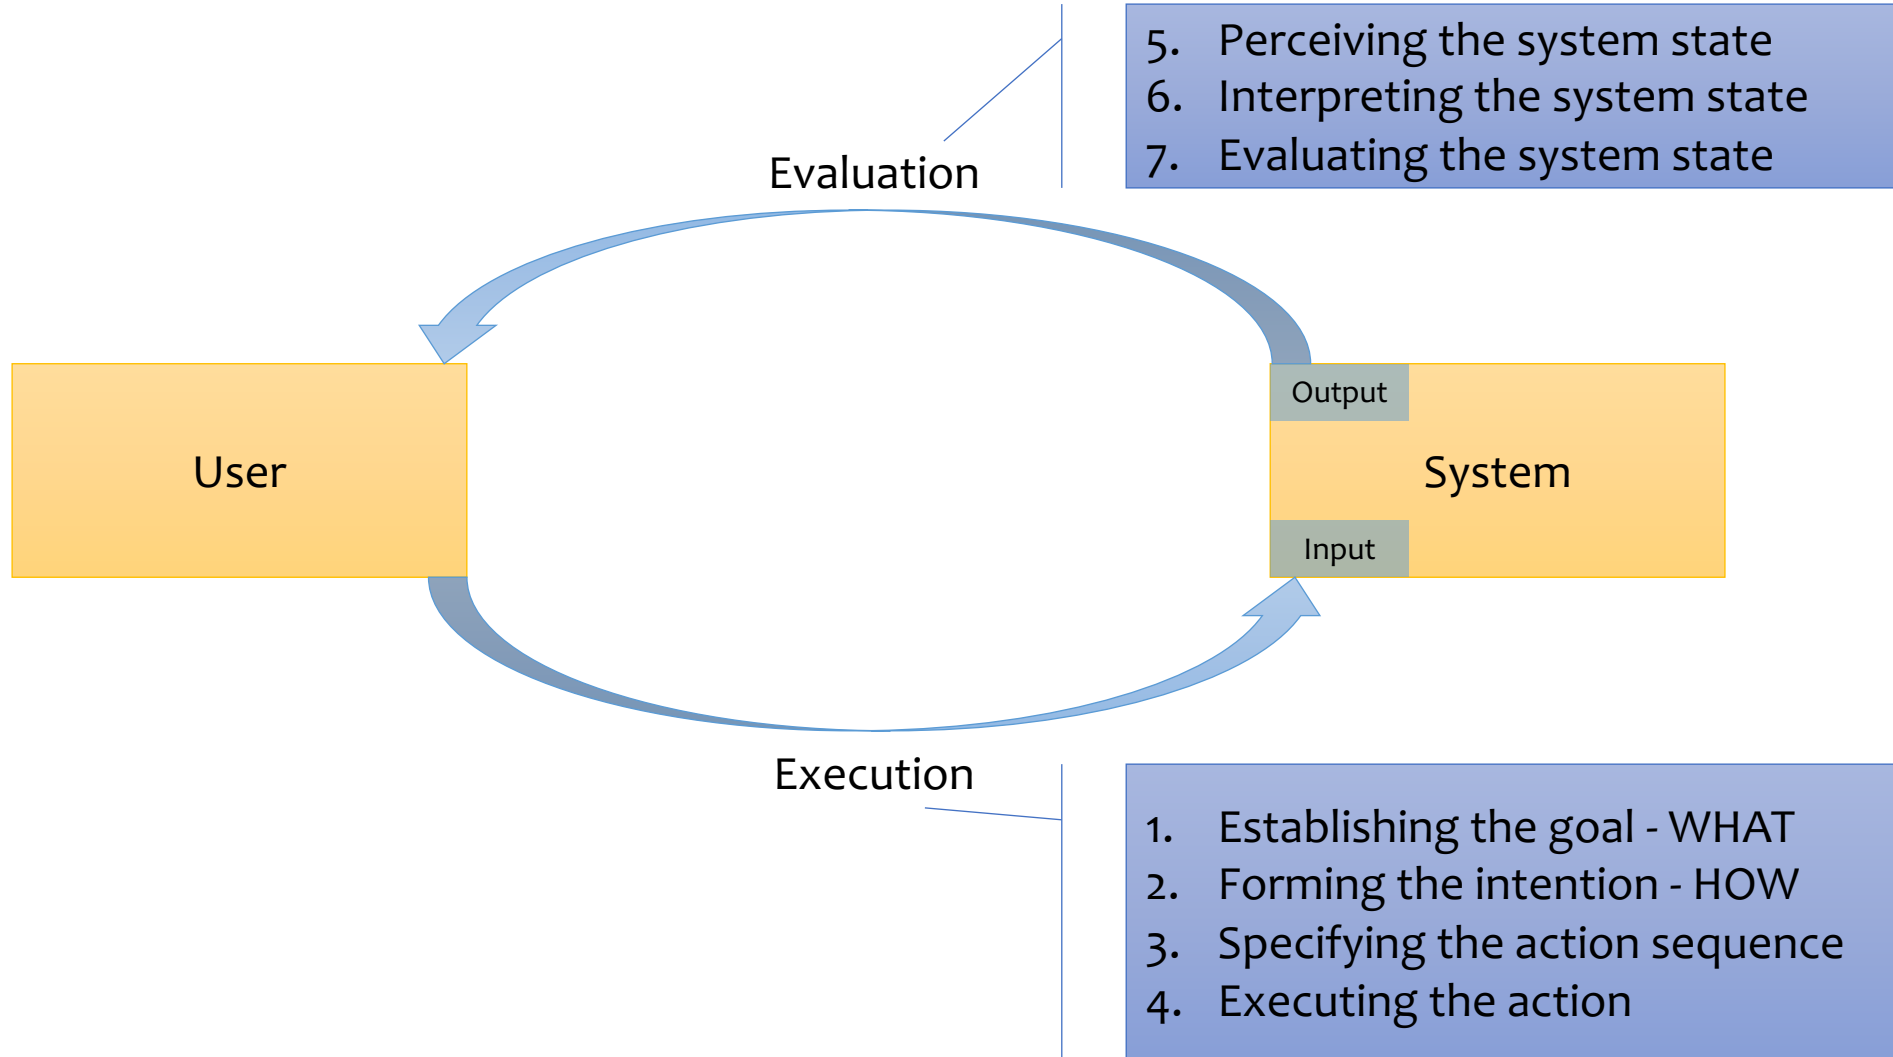 5. Perceiving the system state
6. Interpreting the system state
7. Evaluating the system state
Evaluation
Output
User
System
Input
Execution
1. Establishing the goal - WHAT
2. Forming the intention - HOW
3. Specifying the action sequence
4. Executing the action